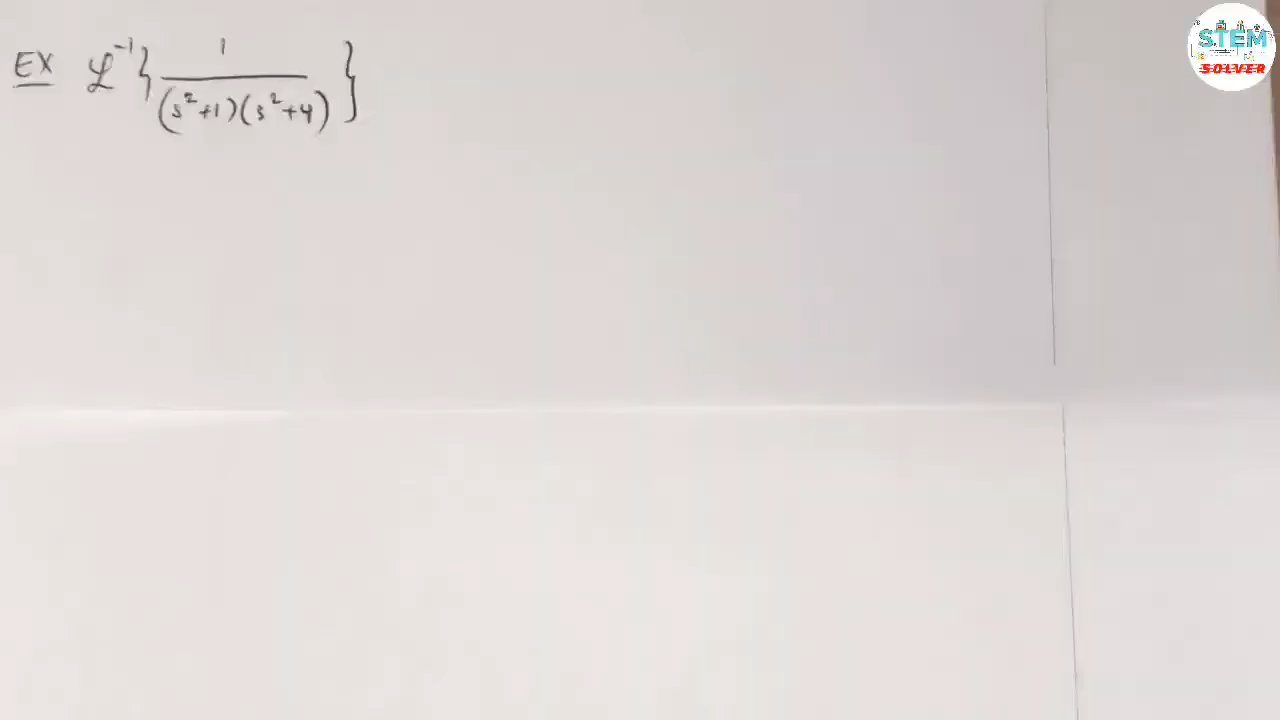 EX ℒ⁻¹{ 1 / (s²+1)(s²+4) }
STEM
SOLVER